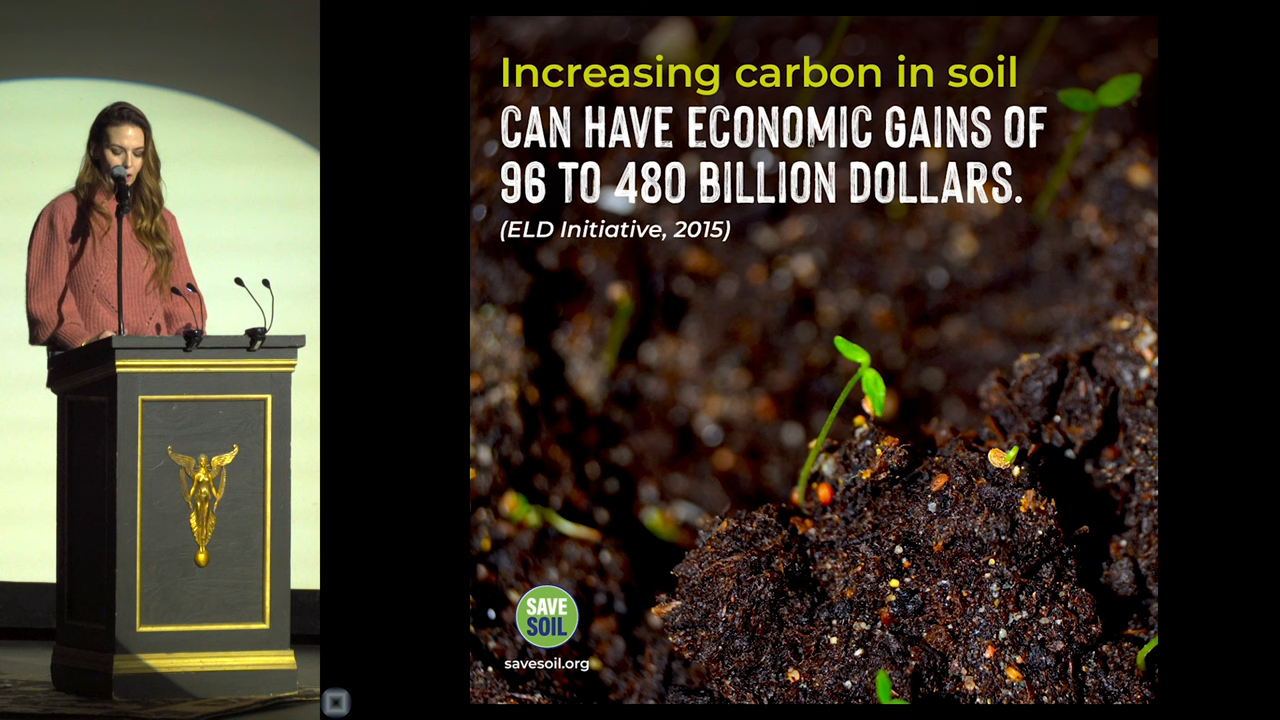 Increasing carbon in soil
CAN HAVE ECONOMIC GAINS OF
96 TO 480 BILLION DOLLARS.
(ELD Initiative, 2015)
SAVE
SOIL
savesoil.org